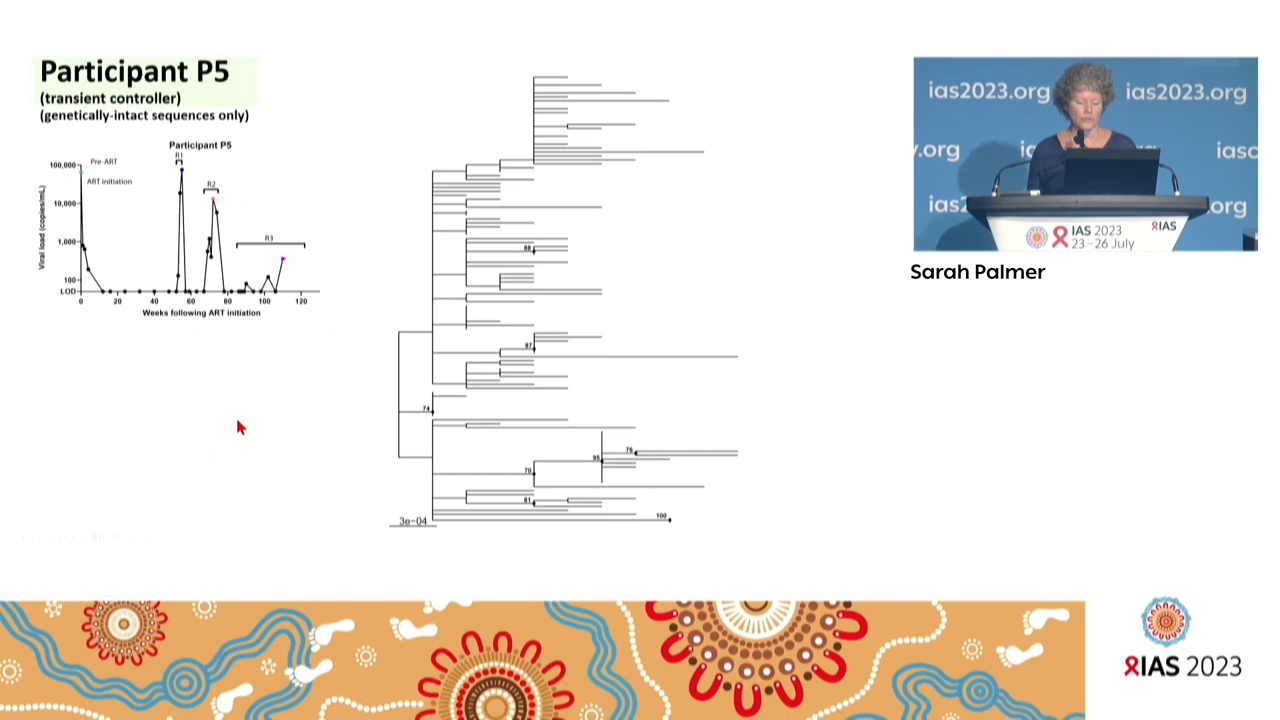 Participant P5
(transient controller)
(genetically-intact sequences only)
Participant P5
R1
100,000
Pre-ART
ART initiation
R2
10,000
Viral load (copies/mL)
R3
1,000
100
LOD
0 20 40 60 80 100 120
Weeks following ART initiation
88
87
74
76
95
70
81
100
3e-04
ias2023.org
ias2023.org
.org
iasc
ias2
.org
IAS 2023
23-26 July
IAS
Sarah Palmer
IAS 2023